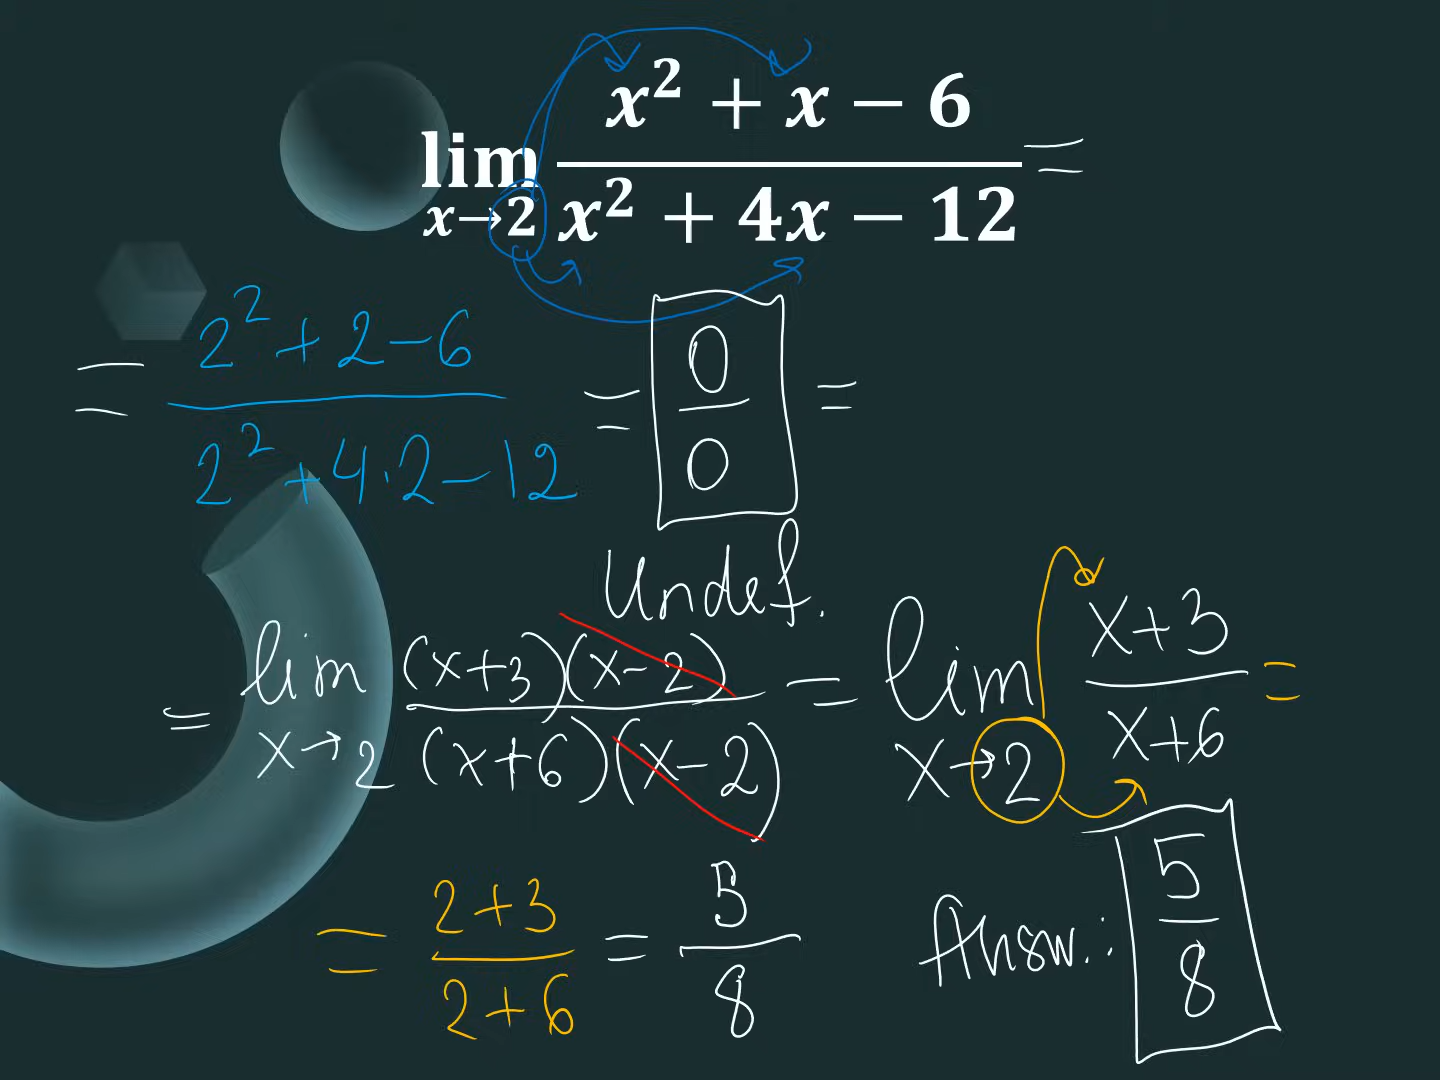 lim x→2 (x² + x − 6)/(x² + 4x − 12) =
= (2² + 2 − 6)/(2² + 4·2 − 12) = 0/0 =
Undef.
= lim x→2 ((x+3)(x−2))/((x+6)(x−2)) = lim x→2 (x+3)/(x+6) =
= (2+3)/(2+6) = 5/8
Answ.: 5/8